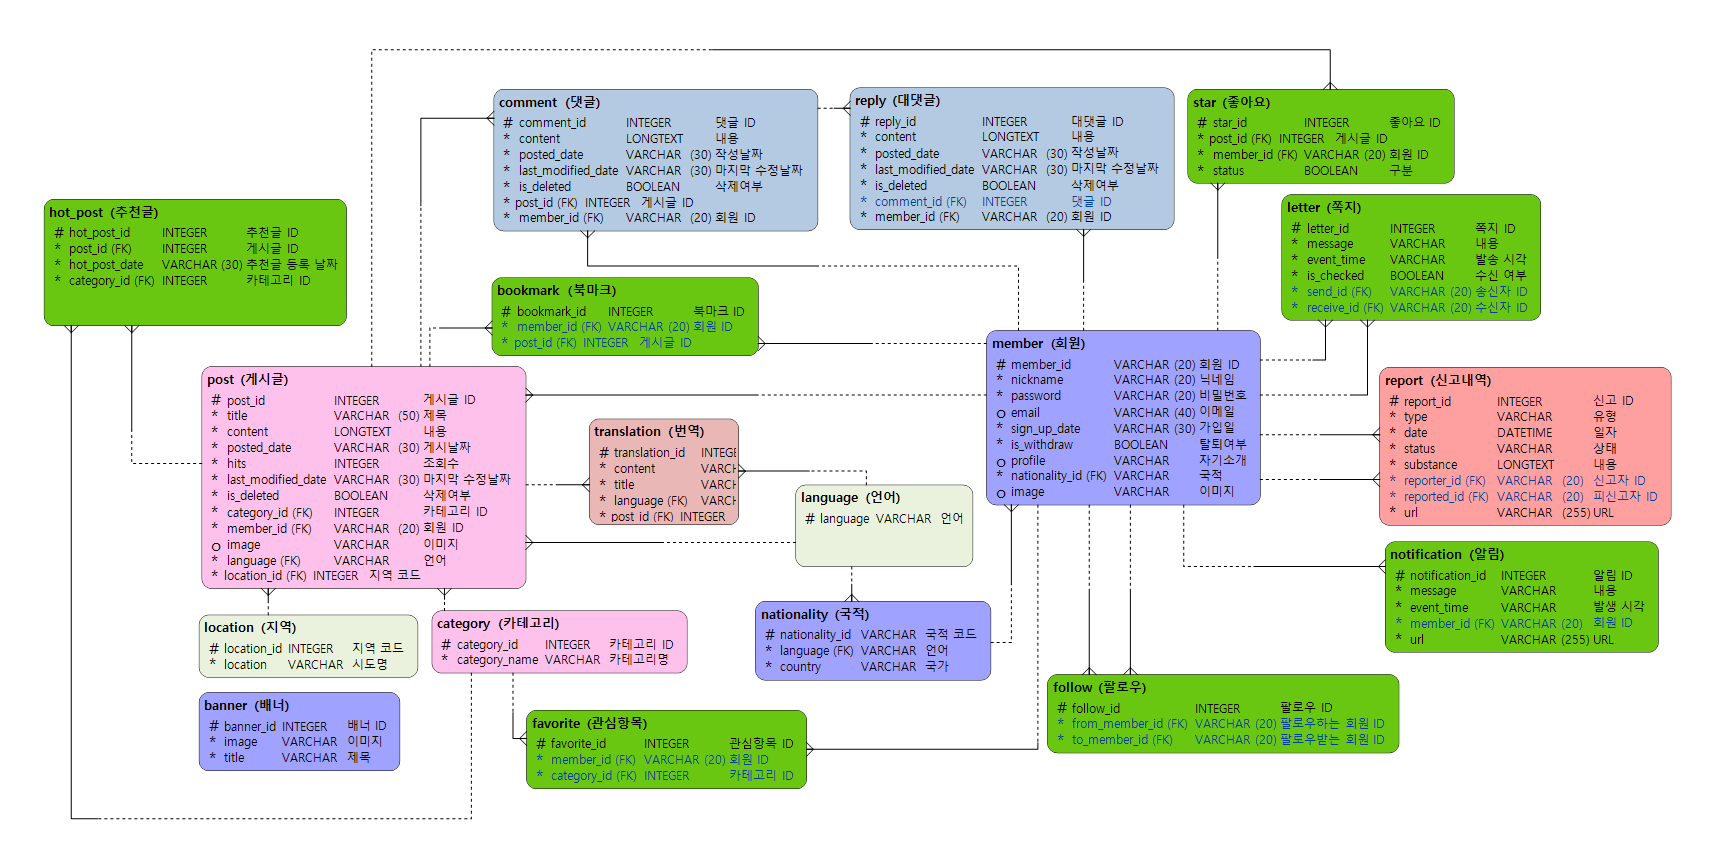 comment (댓글)
# comment_id INTEGER 댓글 ID
* content LONGTEXT 내용
* posted_date VARCHAR (30) 작성날짜
* last_modified_date VARCHAR (30) 마지막 수정날짜
* is_deleted BOOLEAN 삭제여부
* post_id (FK) INTEGER 게시글 ID
* member_id (FK) VARCHAR (20) 회원 ID
reply (대댓글)
# reply_id INTEGER 대댓글 ID
* content LONGTEXT 내용
* posted_date VARCHAR (30) 작성날짜
* last_modified_date VARCHAR (30) 마지막 수정날짜
* is_deleted BOOLEAN 삭제여부
* comment_id (FK) INTEGER 댓글 ID
* member_id (FK) VARCHAR (20) 회원 ID
star (좋아요)
# star_id INTEGER 좋아요 ID
* post_id (FK) INTEGER 게시글 ID
* member_id (FK) VARCHAR (20) 회원 ID
* status BOOLEAN 구분
hot_post (추천글)
# hot_post_id INTEGER 추천글 ID
* post_id (FK) INTEGER 게시글 ID
* hot_post_date VARCHAR (30) 추천글 등록 날짜
* category_id (FK) INTEGER 카테고리 ID
letter (쪽지)
# letter_id INTEGER 쪽지 ID
* message VARCHAR 내용
* event_time VARCHAR 발송 시각
* is_checked BOOLEAN 수신 여부
* send_id (FK) VARCHAR (20) 송신자 ID
* receive_id (FK) VARCHAR (20) 수신자 ID
bookmark (북마크)
# bookmark_id INTEGER 북마크 ID
* member_id (FK) VARCHAR (20) 회원 ID
* post_id (FK) INTEGER 게시글 ID
member (회원)
# member_id VARCHAR (20) 회원 ID
* nickname VARCHAR (20) 닉네임
* password VARCHAR (20) 비밀번호
o email VARCHAR (40) 이메일
* sign_up_date VARCHAR (30) 가입일
* is_withdraw BOOLEAN 탈퇴여부
o profile VARCHAR 자기소개
* nationality_id (FK) VARCHAR 국적
o image VARCHAR 이미지
post (게시글)
# post_id INTEGER 게시글 ID
* title VARCHAR (50) 제목
* content LONGTEXT 내용
* posted_date VARCHAR (30) 게시날짜
* hits INTEGER 조회수
* last_modified_date VARCHAR (30) 마지막 수정날짜
* is_deleted BOOLEAN 삭제여부
* category_id (FK) INTEGER 카테고리 ID
* member_id (FK) VARCHAR (20) 회원 ID
o image VARCHAR 이미지
* language (FK) VARCHAR 언어
* location_id (FK) INTEGER 지역 코드
report (신고내역)
# report_id INTEGER 신고 ID
* type VARCHAR 유형
* date DATETIME 일자
* status VARCHAR 상태
* substance LONGTEXT 내용
* reporter_id (FK) VARCHAR (20) 신고자 ID
* reported_id (FK) VARCHAR (20) 피신고자 ID
* url VARCHAR (255) URL
translation (번역)
# translation_id
* content
* title
* language (FK)
* post_id (FK) INTEGER
language (언어)
# language VARCHAR 언어
notification (알림)
# notification_id INTEGER 알림 ID
* message VARCHAR 내용
* event_time VARCHAR 발생 시각
* member_id (FK) VARCHAR (20) 회원 ID
* url VARCHAR (255) URL
nationality (국적)
# nationality_id VARCHAR 국적 코드
* language (FK) VARCHAR 언어
* country VARCHAR 국가
location (지역)
# location_id INTEGER 지역 코드
* location VARCHAR 시도명
category (카테고리)
# category_id INTEGER 카테고리 ID
* category_name VARCHAR 카테고리명
follow (팔로우)
# follow_id INTEGER 팔로우 ID
* from_member_id (FK) VARCHAR (20) 팔로우하는 회원 ID
* to_member_id (FK) VARCHAR (20) 팔로우받는 회원 ID
banner (배너)
# banner_id INTEGER 배너 ID
* image VARCHAR 이미지
* title VARCHAR 제목
favorite (관심항목)
# favorite_id INTEGER 관심항목 ID
* member_id (FK) VARCHAR (20) 회원 ID
* category_id (FK) INTEGER 카테고리 ID